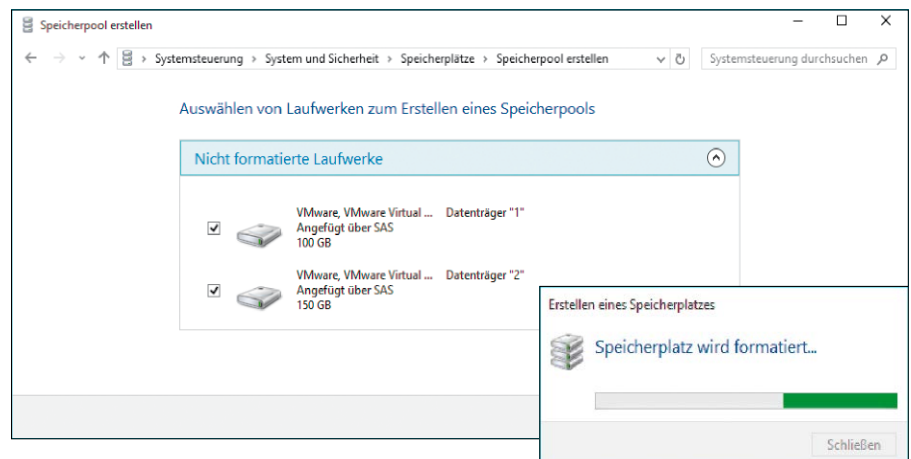 Speicherpool erstellen
Systemsteuerung > System und Sicherheit > Speicherplätze > Speicherpool erstellen
Systemsteuerung durchsuchen
Auswählen von Laufwerken zum Erstellen eines Speicherpools
Nicht formatierte Laufwerke
VMware, VMware Virtual ... Datenträger "1"
Angefügt über SAS
100 GB
VMware, VMware Virtual ... Datenträger "2"
Angefügt über SAS
150 GB
Erstellen eines Speicherplatzes
Speicherplatz wird formatiert...
Schließen